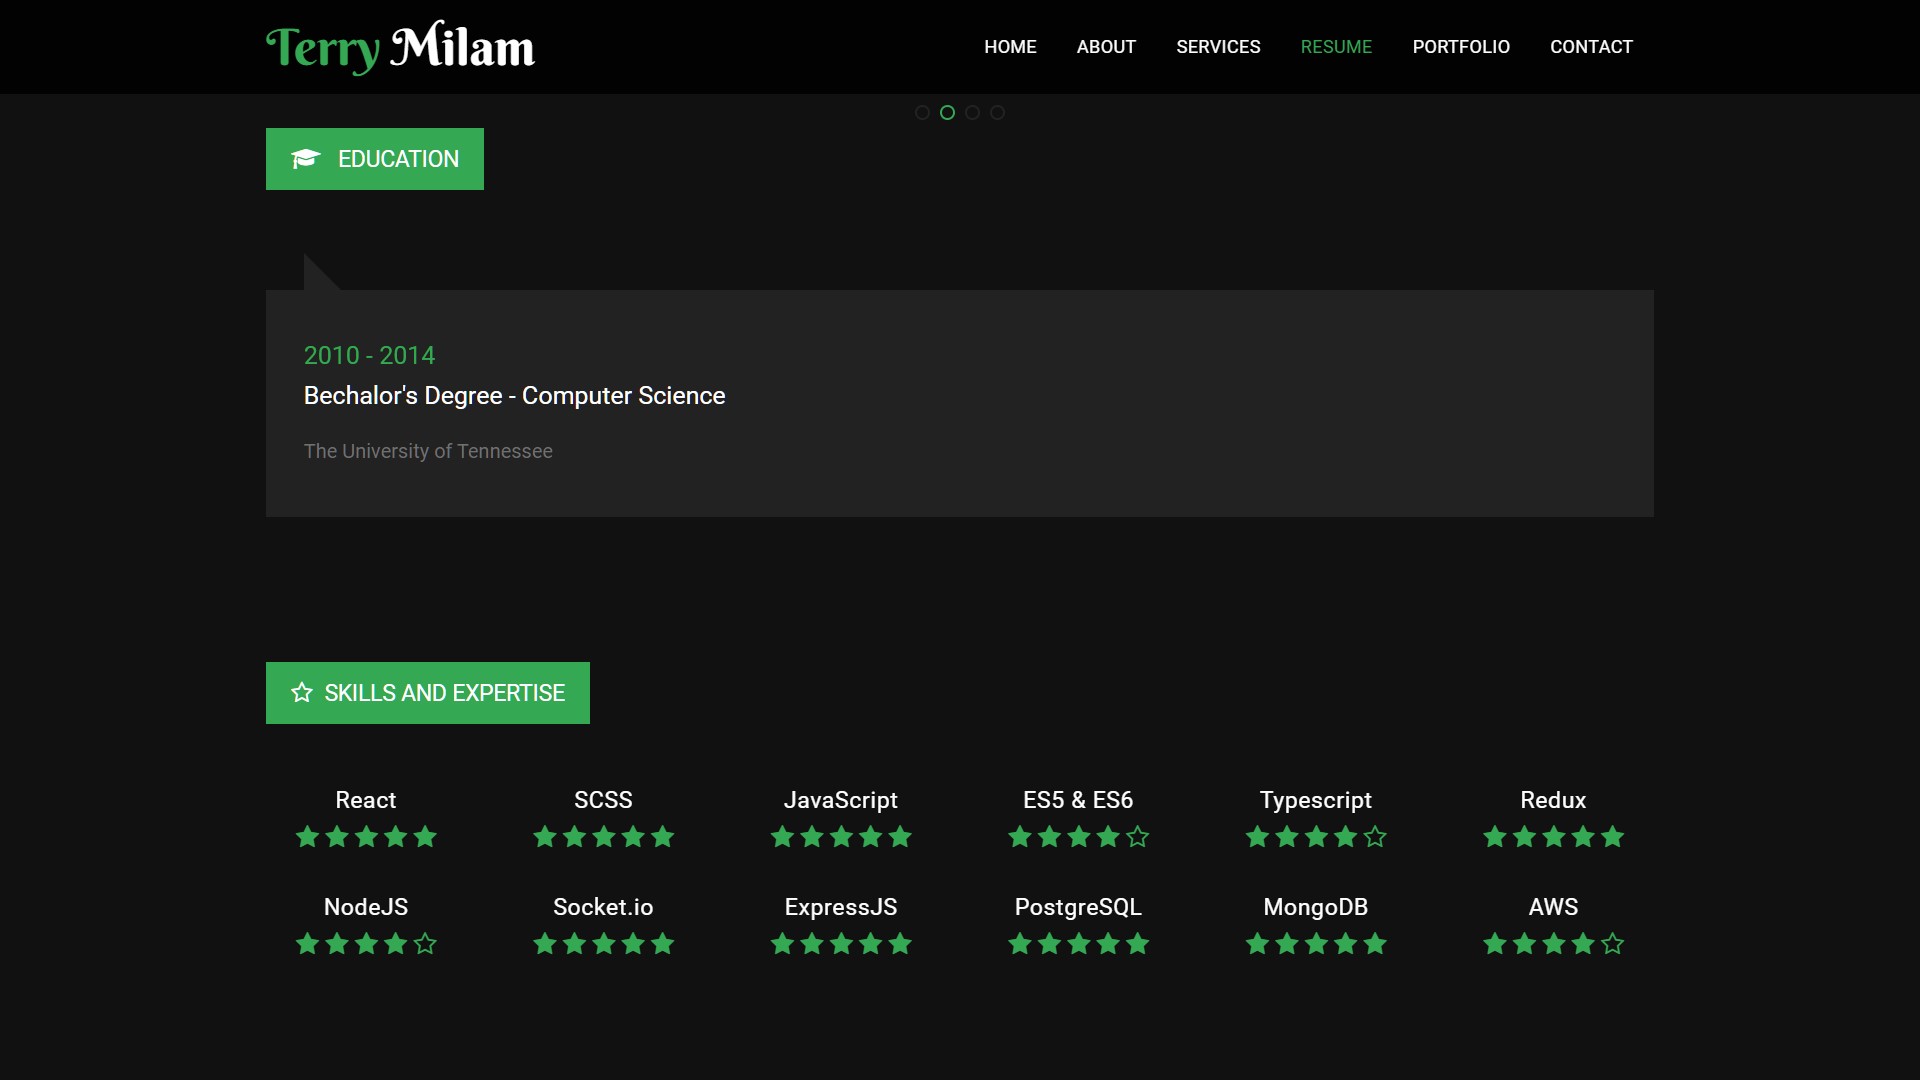 Terry Milam
HOME ABOUT SERVICES RESUME PORTFOLIO CONTACT
EDUCATION
2010 - 2014
Bechalor's Degree - Computer Science
The University of Tennessee
SKILLS AND EXPERTISE
React SCSS JavaScript ES5 & ES6 Typescript Redux
NodeJS Socket.io ExpressJS PostgreSQL MongoDB AWS